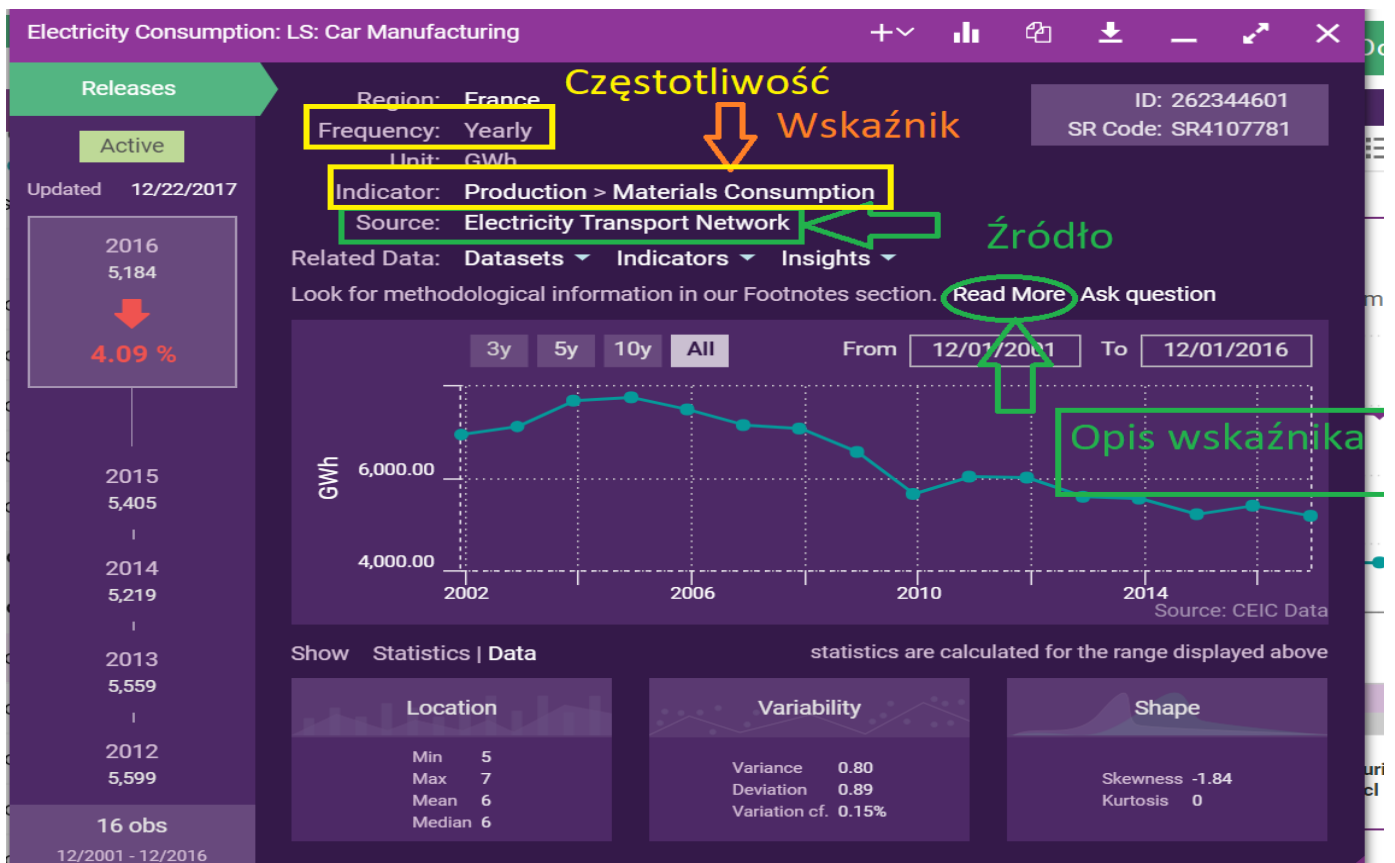 Electricity Consumption: LS: Car Manufacturing
Releases
Active
Updated 12/22/2017
2016
5,184
4.09 %
2015
5,405
2014
5,219
2013
5,559
2012
5,599
16 obs
12/2001 - 12/2016
Częstotliwość
Region: France
Frequency: Yearly
Wskaźnik
Unit: GWh
Indicator: Production > Materials Consumption
Source: Electricity Transport Network
Źródło
ID: 262344601
SR Code: SR4107781
Related Data: Datasets Indicators Insights
Look for methodological information in our Footnotes section. Read More Ask question
3y 5y 10y All From 12/01/2001 To 12/01/2016
Opis wskaźnika
GWh
6,000.00
4,000.00
2002 2006 2010 2014
Source: CEIC Data
Show Statistics | Data statistics are calculated for the range displayed above
Location
Min 5
Max 7
Mean 6
Median 6
Variability
Variance 0.80
Deviation 0.89
Variation cf. 0.15%
Shape
Skewness -1.84
Kurtosis 0